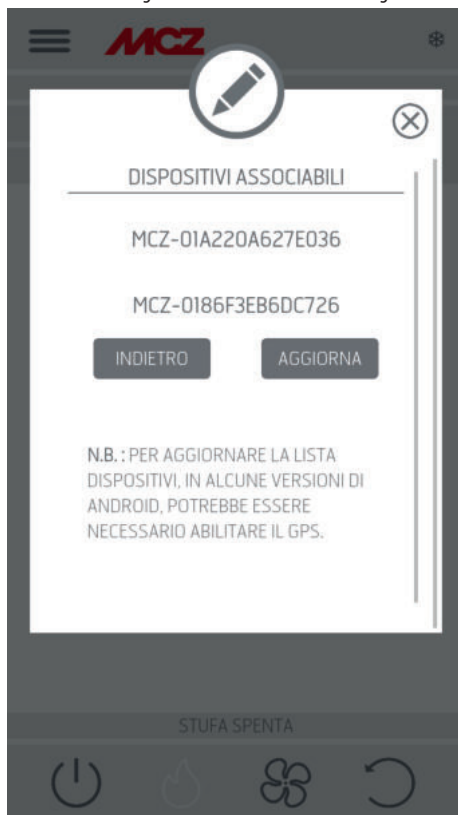 MCZ
DISPOSITIVI ASSOCIABILI
MCZ-01A220A627E036
MCZ-0186F3EB6DC726
INDIETRO
AGGIORNA
N.B. : PER AGGIORNARE LA LISTA
DISPOSITIVI, IN ALCUNE VERSIONI DI
ANDROID, POTREBBE ESSERE
NECESSARIO ABILITARE IL GPS.
STUFA SPENTA